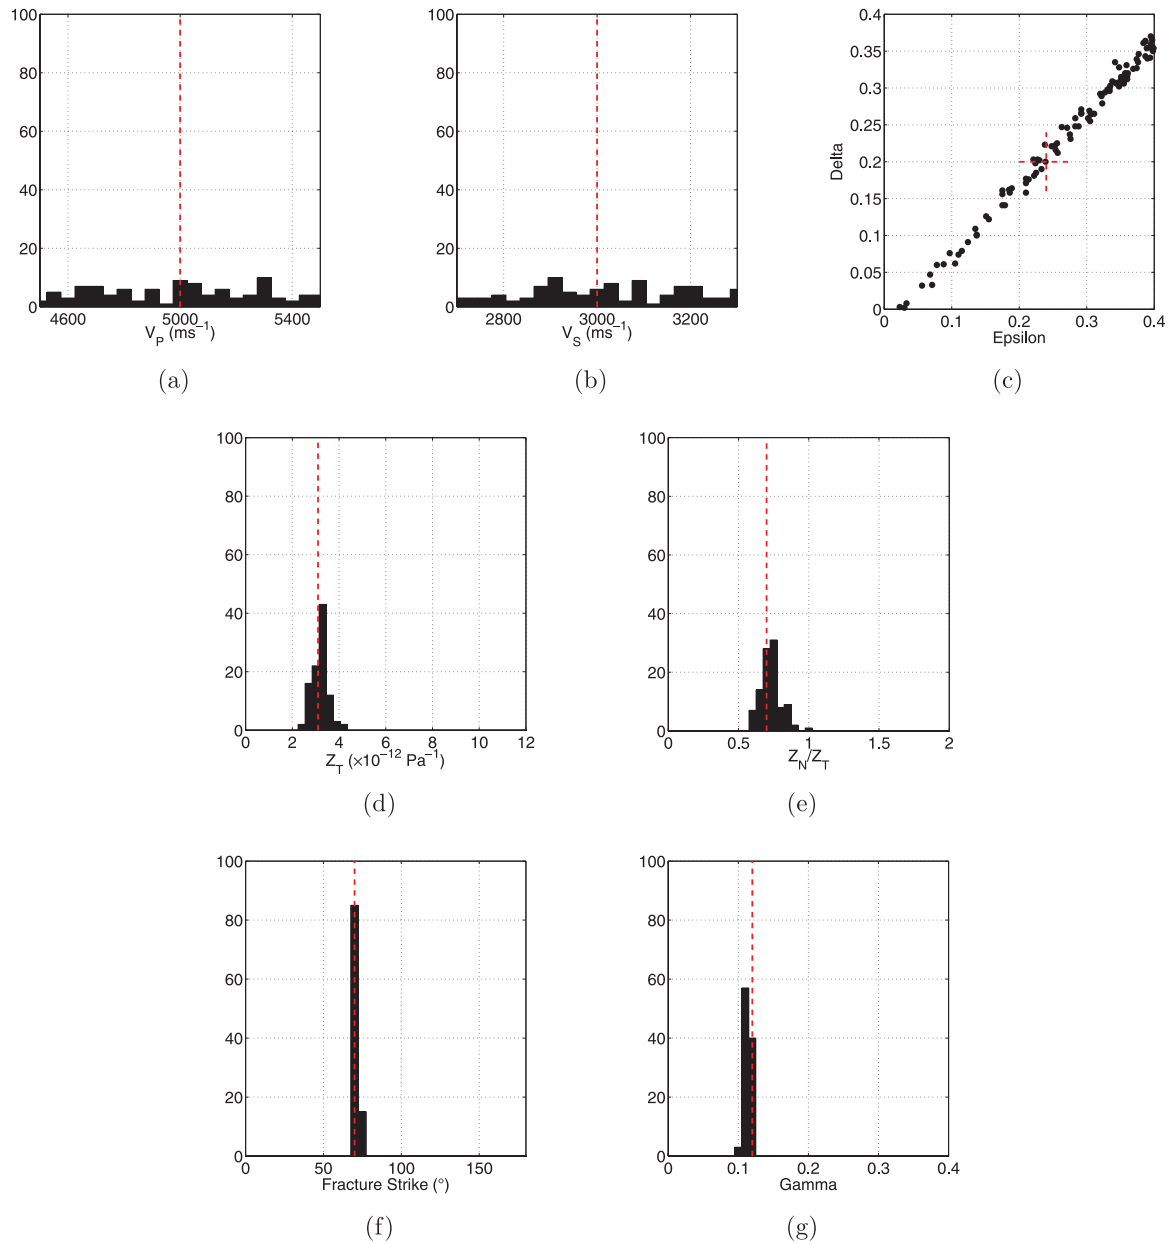 100
80
60
40
20
0
4600 5000 5400
V_P (ms⁻¹)
(a)
100
80
60
40
20
0
2800 3000 3200
V_S (ms⁻¹)
(b)
0.4
0.35
0.3
0.25
0.2
0.15
0.1
0.05
0
Delta
0 0.1 0.2 0.3 0.4
Epsilon
(c)
100
80
60
40
20
0
0 2 4 6 8 10 12
Z_T (×10⁻¹² Pa⁻¹)
(d)
100
80
60
40
20
0
0 0.5 1 1.5 2
Z_N/Z_T
(e)
100
80
60
40
20
0
0 50 100 150
Fracture Strike (°)
(f)
100
80
60
40
20
0
0 0.1 0.2 0.3 0.4
Gamma
(g)